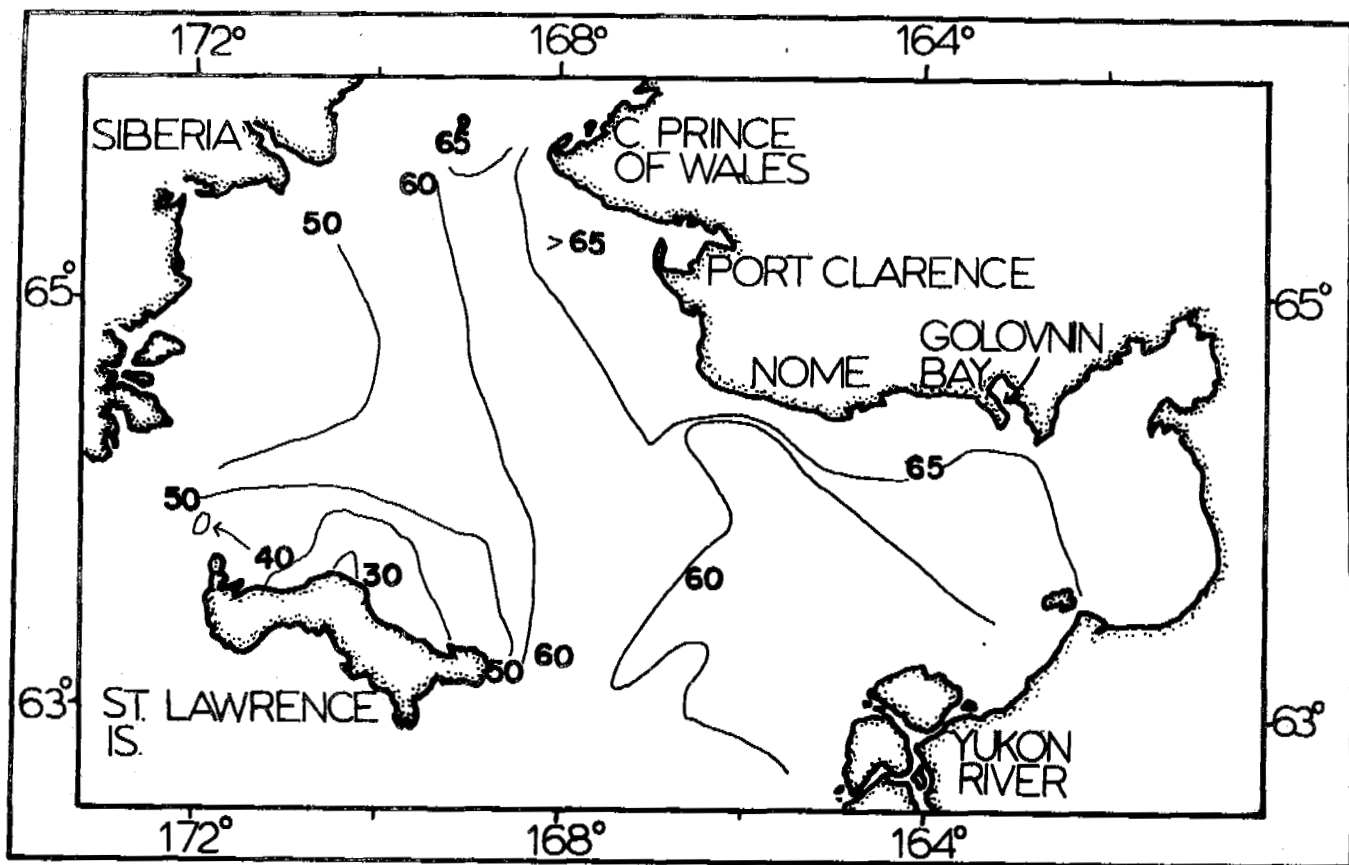 172°
168°
164°
SIBERIA
65
C. PRINCE
OF WALES
60
50
>65
65°
PORT CLARENCE
65°
GOLOVNIN
BAY
NOME
65
50
40
30
60
50
60
63°
ST. LAWRENCE
IS.
63°
YUKON
RIVER
172°
168°
164°